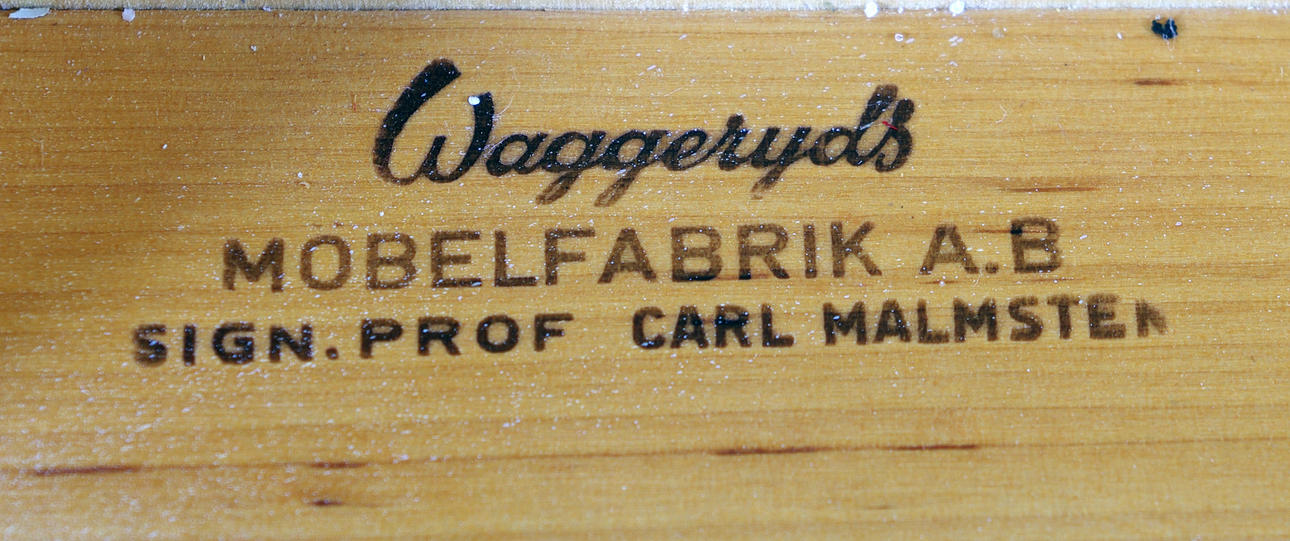 Waggeryds
MOBELFABRIK A.B
SIGN. PROF CARL MALMSTEN